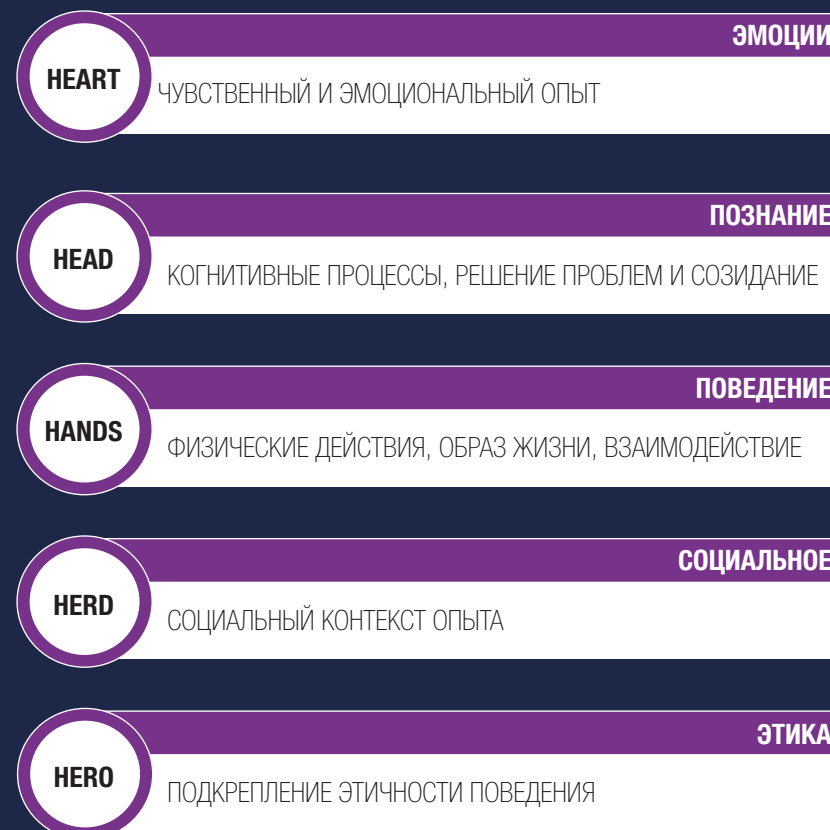 ЭМОЦИИ
HEART
ЧУВСТВЕННЫЙ И ЭМОЦИОНАЛЬНЫЙ ОПЫТ
ПОЗНАНИЕ
HEAD
КОГНИТИВНЫЕ ПРОЦЕССЫ, РЕШЕНИЕ ПРОБЛЕМ И СОЗИДАНИЕ
ПОВЕДЕНИЕ
HANDS
ФИЗИЧЕСКИЕ ДЕЙСТВИЯ, ОБРАЗ ЖИЗНИ, ВЗАИМОДЕЙСТВИЕ
СОЦИАЛЬНОЕ
HERD
СОЦИАЛЬНЫЙ КОНТЕКСТ ОПЫТА
ЭТИКА
HERO
ПОДКРЕПЛЕНИЕ ЭТИЧНОСТИ ПОВЕДЕНИЯ